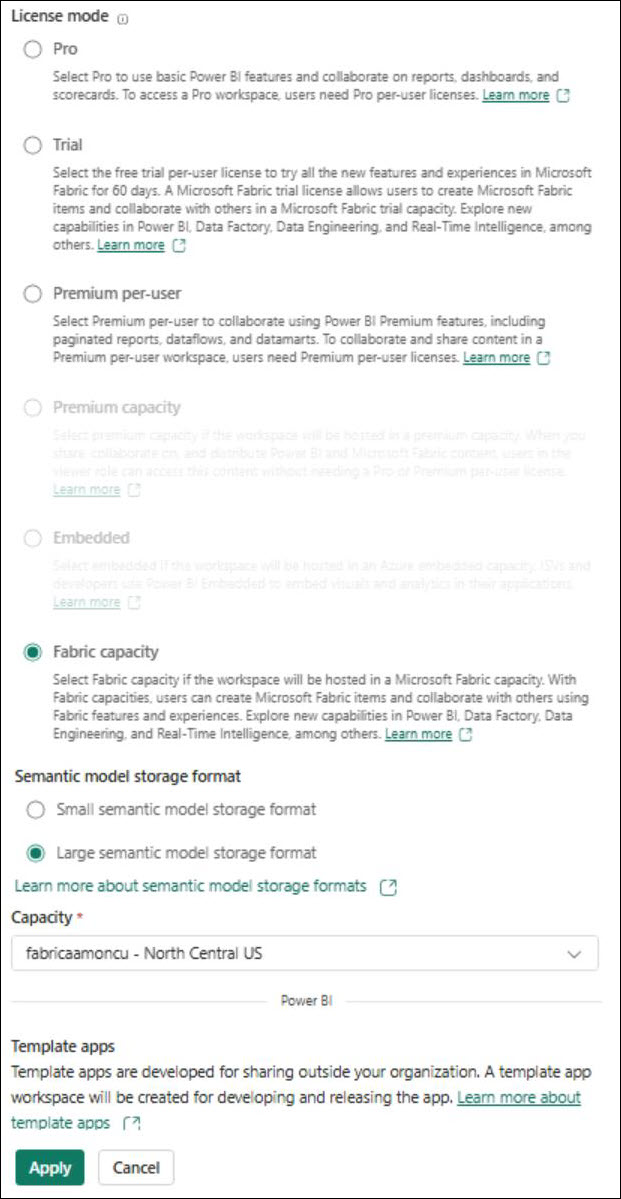 License mode
Pro
Select Pro to use basic Power BI features and collaborate on reports, dashboards, and
scorecards. To access a Pro workspace, users need Pro per-user licenses. Learn more
Trial
Select the free trial per-user license to try all the new features and experiences in Microsoft
Fabric for 60 days. A Microsoft Fabric trial license allows users to create Microsoft Fabric
items and collaborate with others in a Microsoft Fabric trial capacity. Explore new
capabilities in Power BI, Data Factory, Data Engineering, and Real-Time Intelligence, among
others. Learn more
Premium per-user
Select Premium per-user to collaborate using Power BI Premium features, including
paginated reports, dataflows, and datamarts. To collaborate and share content in a
Premium per-user workspace, users need Premium per-user licenses. Learn more
Premium capacity
Select premium capacity if the workspace will be hosted in a premium capacity. When you
share, collaborate on, and distribute Power BI and Microsoft Fabric content, users in the
viewer role can access this content without needing a Pro or Premium per-user license.
Learn more
Embedded
Select embedded if the workspace will be hosted in an Azure embedded capacity. ISVs and
developers use Power BI Embedded to embed visuals and analytics in their applications.
Learn more
Fabric capacity
Select Fabric capacity if the workspace will be hosted in a Microsoft Fabric capacity. With
Fabric capacities, users can create Microsoft Fabric items and collaborate with others using
Fabric features and experiences. Explore new capabilities in Power BI, Data Factory, Data
Engineering, and Real-Time Intelligence, among others. Learn more
Semantic model storage format
Small semantic model storage format
Large semantic model storage format
Learn more about semantic model storage formats
Capacity *
fabricaamoncu - North Central US
Power BI
Template apps
Template apps are developed for sharing outside your organization. A template app
workspace will be created for developing and releasing the app. Learn more about
template apps
Apply Cancel